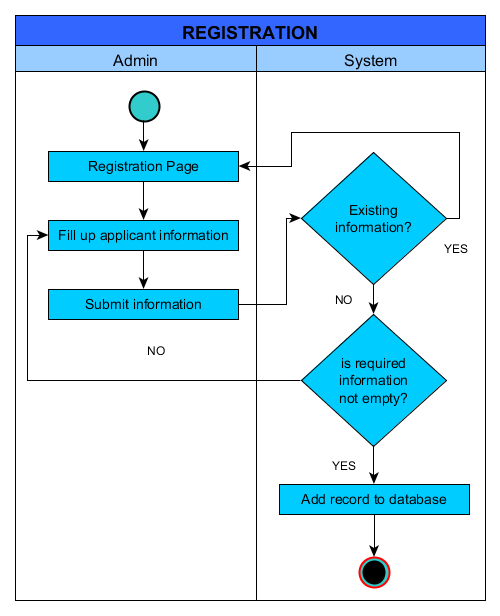 REGISTRATION
Admin
System
Registration Page
Existing
information?
YES
Fill up applicant information
Submit information
NO
NO
is required
information
not empty?
YES
Add record to database